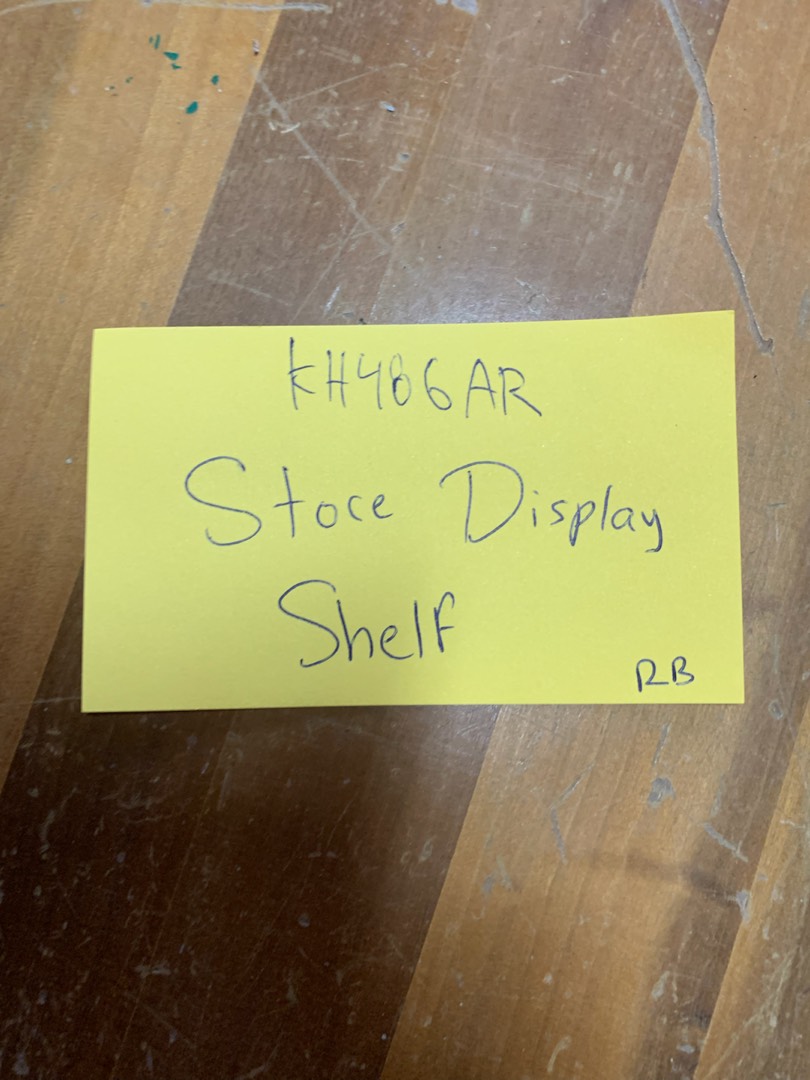 KH486AR
Stoce Display
Shelf
RB